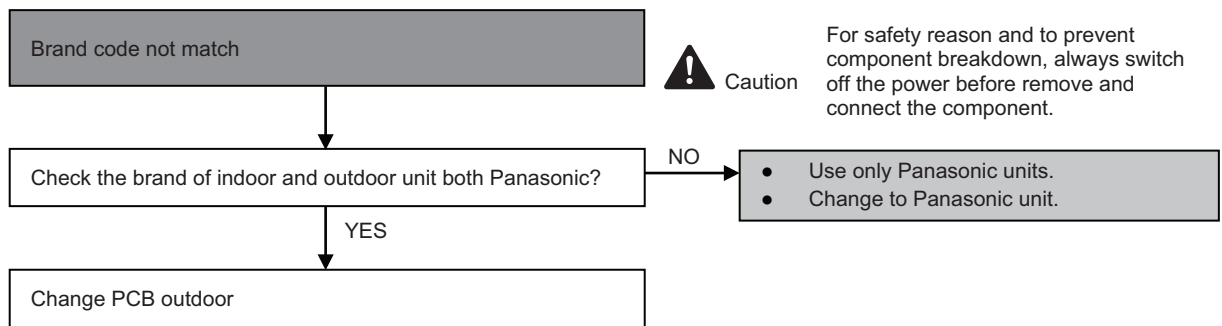 Brand code not match
Caution
For safety reason and to prevent
component breakdown, always switch
off the power before remove and
connect the component.
Check the brand of indoor and outdoor unit both Panasonic?
NO
● Use only Panasonic units.
● Change to Panasonic unit.
YES
Change PCB outdoor